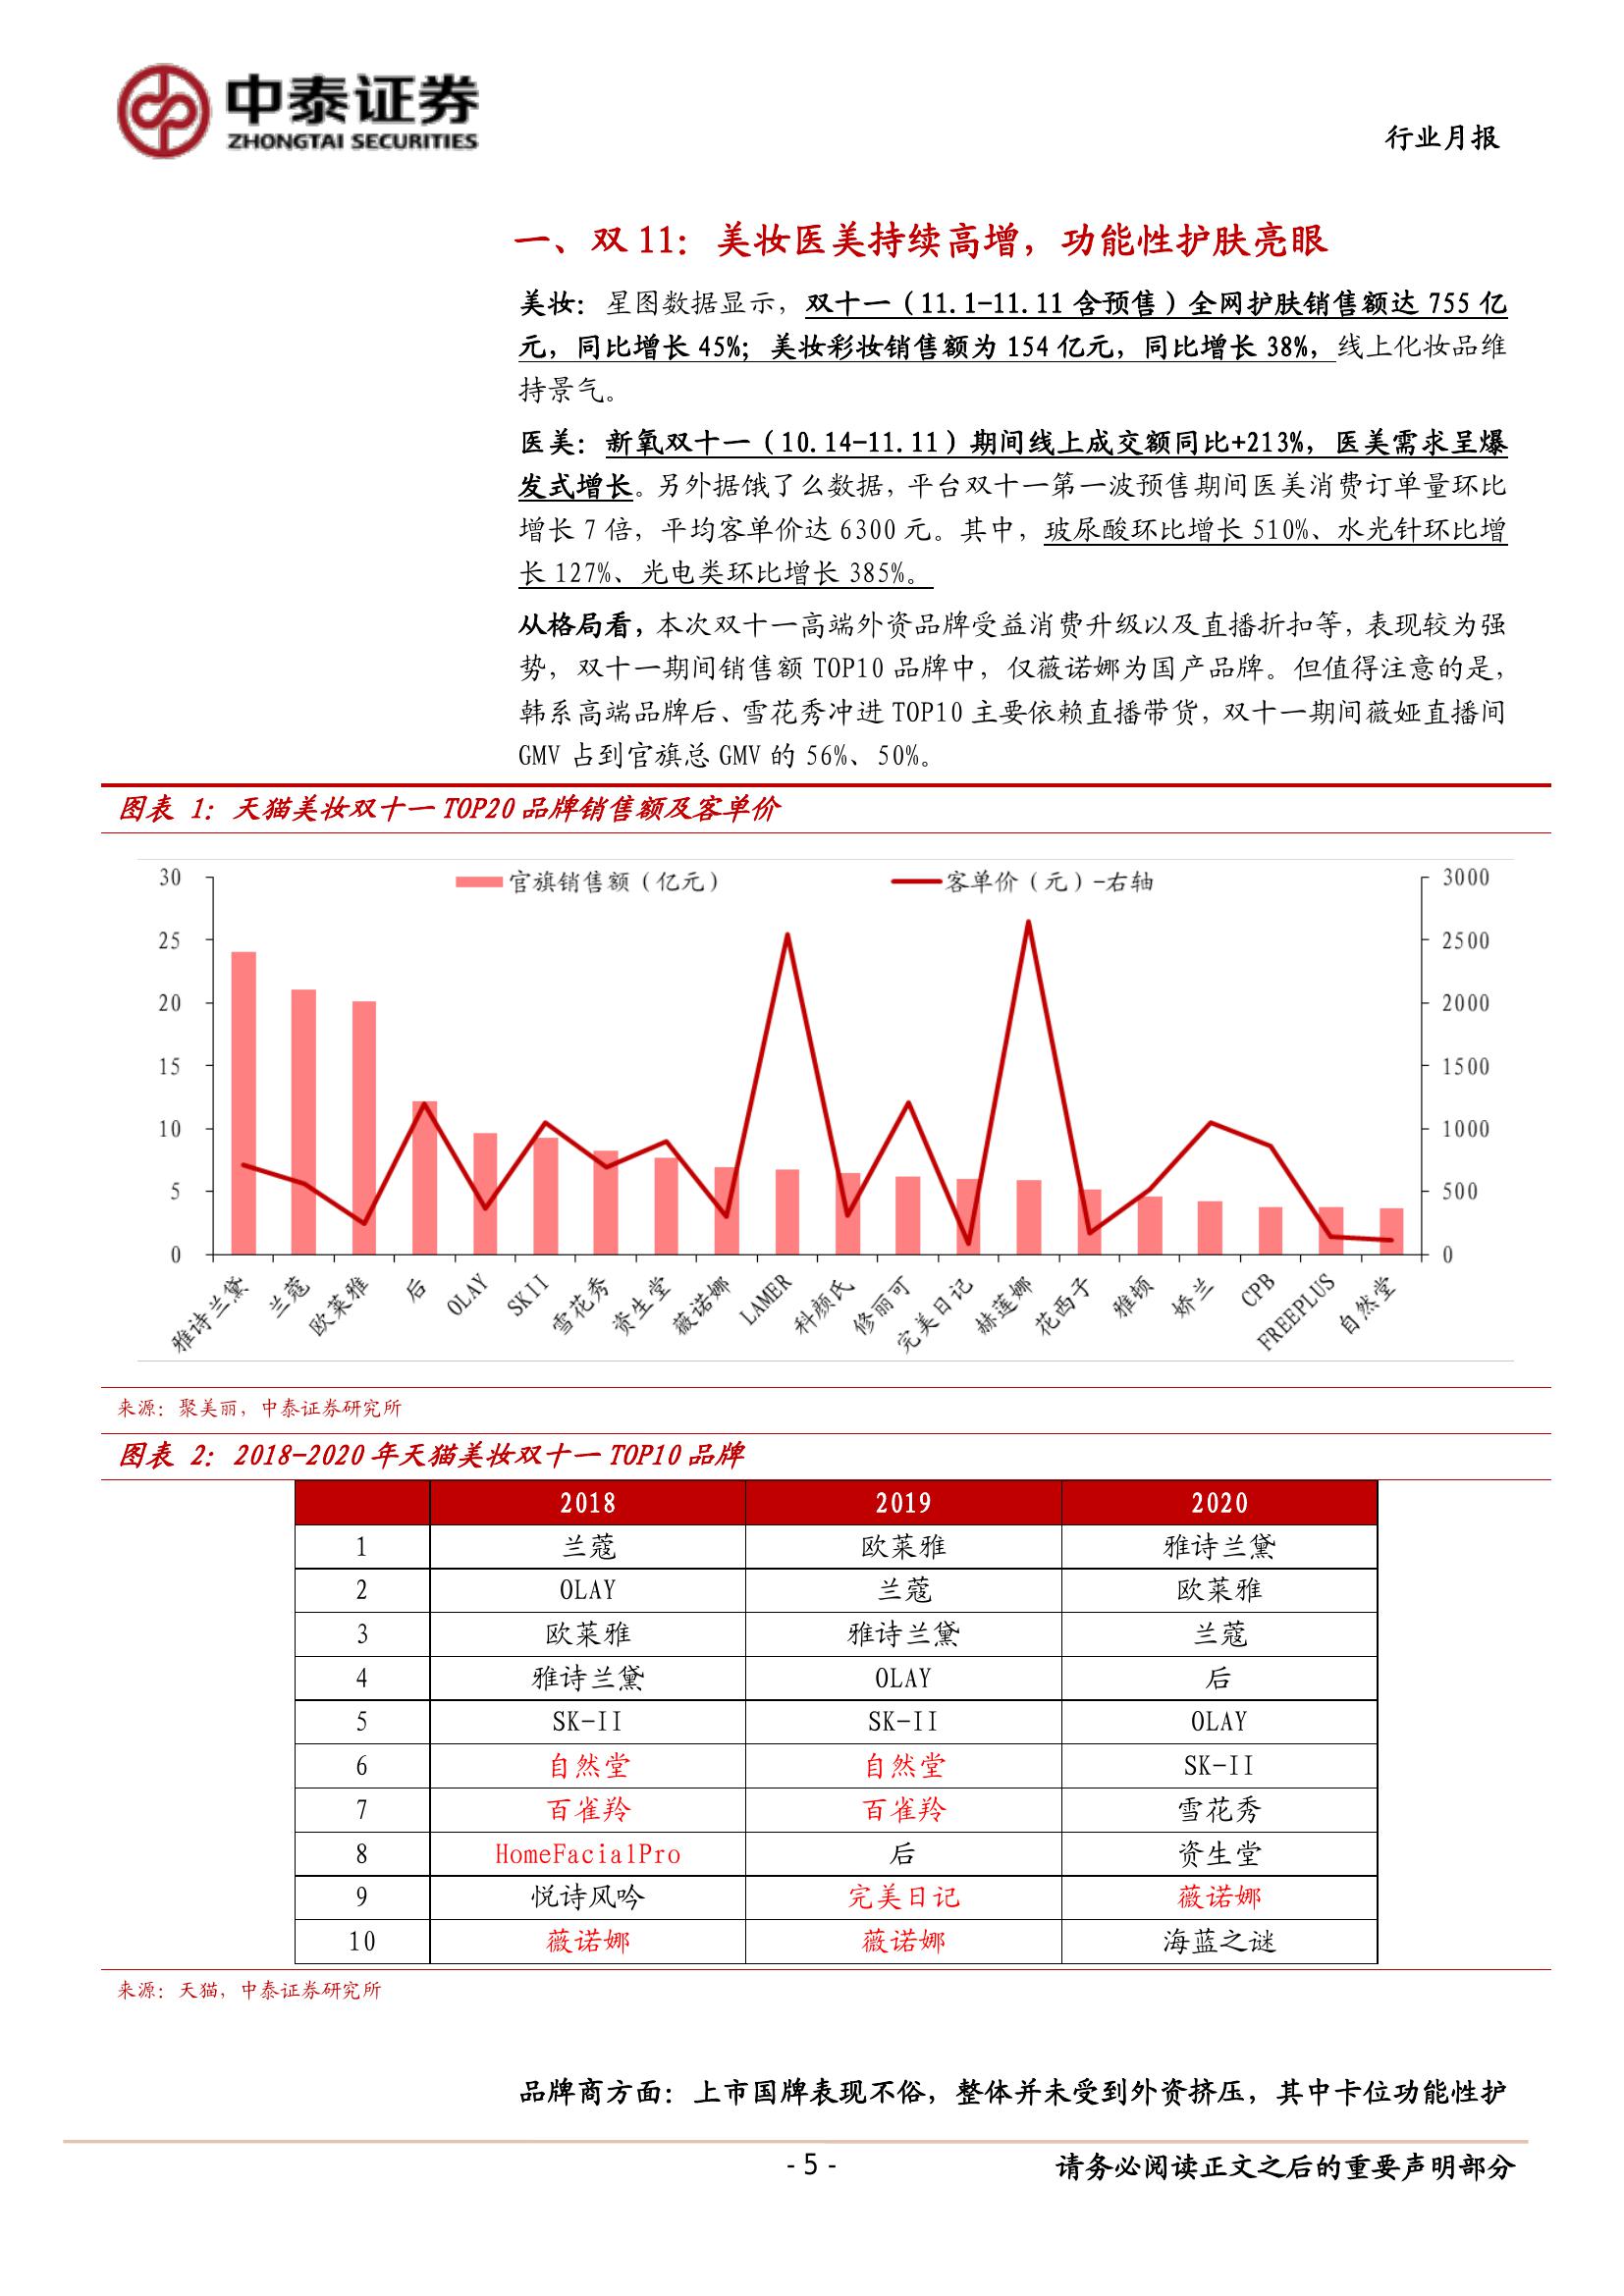 中泰证券
ZHONGTAI SECURITIES
行业月报
一、双 11：美妆医美持续高增，功能性护肤亮眼
美妆：星图数据显示，双十一（11.1-11.11 含预售）全网护肤销售额达 755 亿
元，同比增长 45%；美妆彩妆销售额为 154 亿元，同比增长 38%，线上化妆品维
持景气。
医美：新氧双十一（10.14-11.11）期间线上成交额同比+213%，医美需求呈爆
发式增长。另外据饿了么数据，平台双十一第一波预售期间医美消费订单量环比
增长 7 倍，平均客单价达 6300 元。其中，玻尿酸环比增长 510%、水光针环比增
长 127%、光电类环比增长 385%。
从格局看，本次双十一高端外资品牌受益消费升级以及直播折扣等，表现较为强
势，双十一期间销售额 TOP10 品牌中，仅薇诺娜为国产品牌。但值得注意的是，
韩系高端品牌后、雪花秀冲进 TOP10 主要依赖直播带货，双十一期间薇娅直播间
GMV 占到官旗总 GMV 的 56%、50%。
图表 1：天猫美妆双十一 TOP20 品牌销售额及客单价
官旗销售额（亿元） 客单价（元）-右轴
30 3000
25 2500
20 2000
15 1500
10 1000
5 500
0 0
雅诗兰黛 兰蔻 欧莱雅 后 OLAY SKII 雪花秀 资生堂 薇诺娜 LAMER 科颜氏 修丽可 完美日记 赫莲娜 花西子 雅顿 娇兰 CPB FREEPLUS 自然堂
来源：聚美丽，中泰证券研究所
图表 2：2018-2020 年天猫美妆双十一 TOP10 品牌
2018 2019 2020
1 兰蔻 欧莱雅 雅诗兰黛
2 OLAY 兰蔻 欧莱雅
3 欧莱雅 雅诗兰黛 兰蔻
4 雅诗兰黛 OLAY 后
5 SK-II SK-II OLAY
6 自然堂 自然堂 SK-II
7 百雀羚 百雀羚 雪花秀
8 HomeFacialPro 后 资生堂
9 悦诗风吟 完美日记 薇诺娜
10 薇诺娜 薇诺娜 海蓝之谜
来源：天猫，中泰证券研究所
品牌商方面：上市国牌表现不俗，整体并未受到外资挤压，其中卡位功能性护
- 5 -
请务必阅读正文之后的重要声明部分